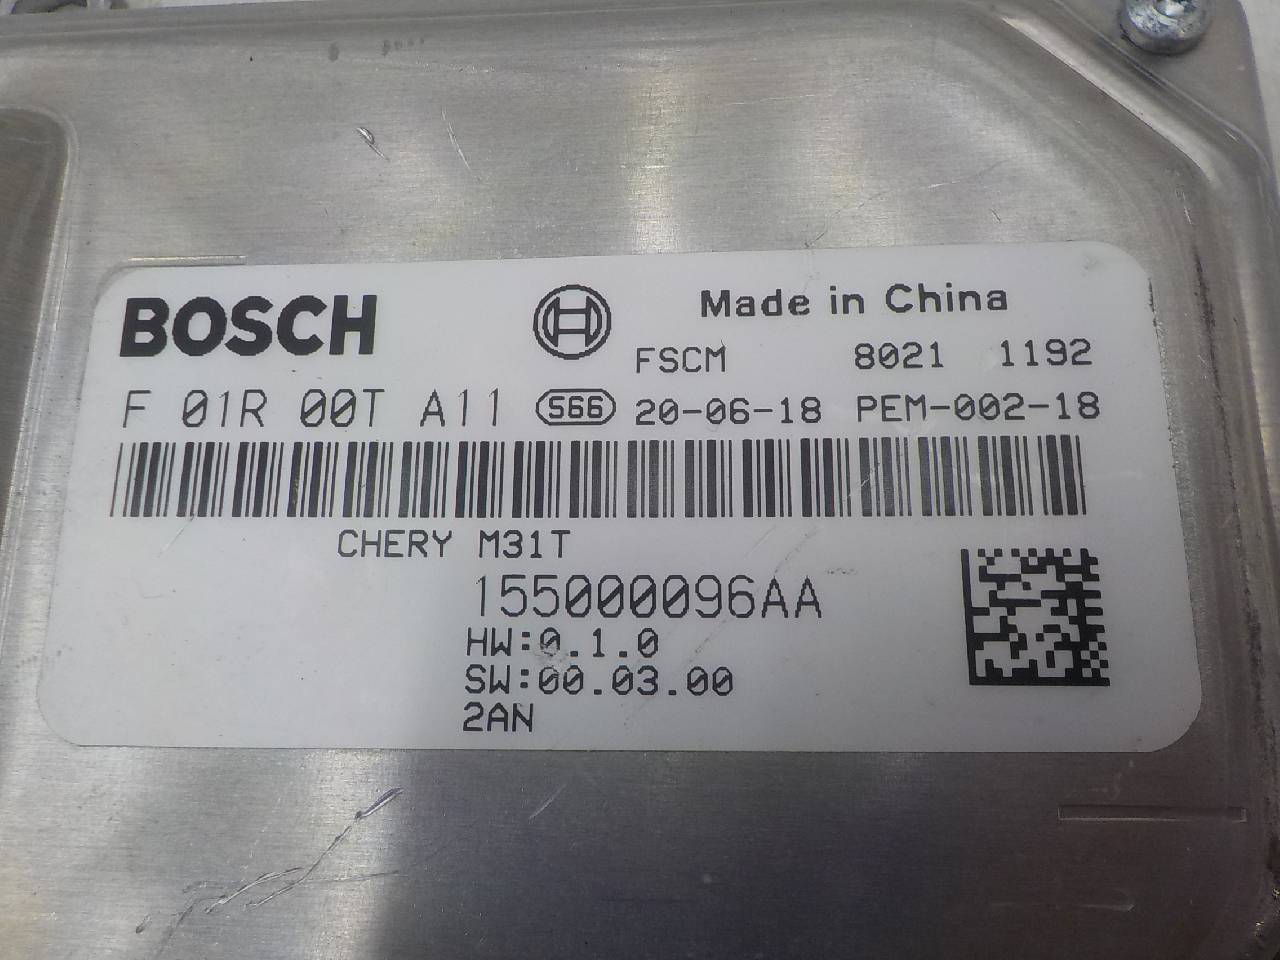 BOSCH
Made in China
FSCM 8021 1192
F 01R 00T A11 S66 20-06-18 PEM-002-18
CHERY M31T
155000096AA
HW:0.1.0
SW:00.03.00
2AN